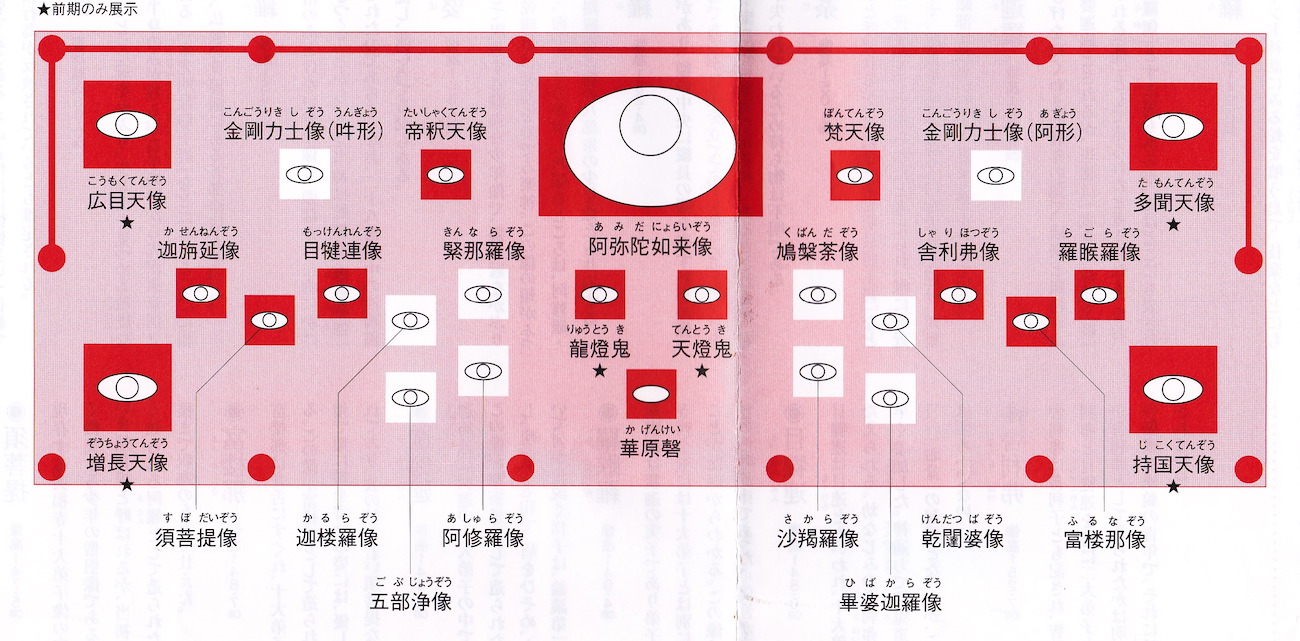 ★前期のみ展示
こんごうりき し ぞう うんぎょう
金剛力士像（吽形）
たいしゃくてんぞう
帝釈天像
ぼんてんぞう
梵天像
こんごうりき し ぞう あぎょう
金剛力士像（阿形）
こうもくてんぞう
広目天像
★
た もんてんぞう
多聞天像
★
か せんねんぞう
迦旃延像
もっけんれんぞう
目犍連像
きん な ら ぞう
緊那羅像
あ み だ にょらいぞう
阿弥陀如来像
く ばん だ ぞう
鳩槃荼像
しゃ り ほつぞう
舎利弗像
ら ご ら ぞう
羅睺羅像
りゅうとう き
龍燈鬼
★
てんとう き
天燈鬼
★
か げんけい
華原磬
ぞうちょうてんぞう
増長天像
★
じ こくてんぞう
持国天像
★
す ぼ だいぞう
須菩提像
か る ら ぞう
迦楼羅像
あ しゅ ら ぞう
阿修羅像
さ か ら ぞう
沙羯羅像
けんだつ ば ぞう
乾闥婆像
ふ る な ぞう
富楼那像
ご ぶ じょうぞう
五部浄像
ひ ば か ら ぞう
畢婆迦羅像